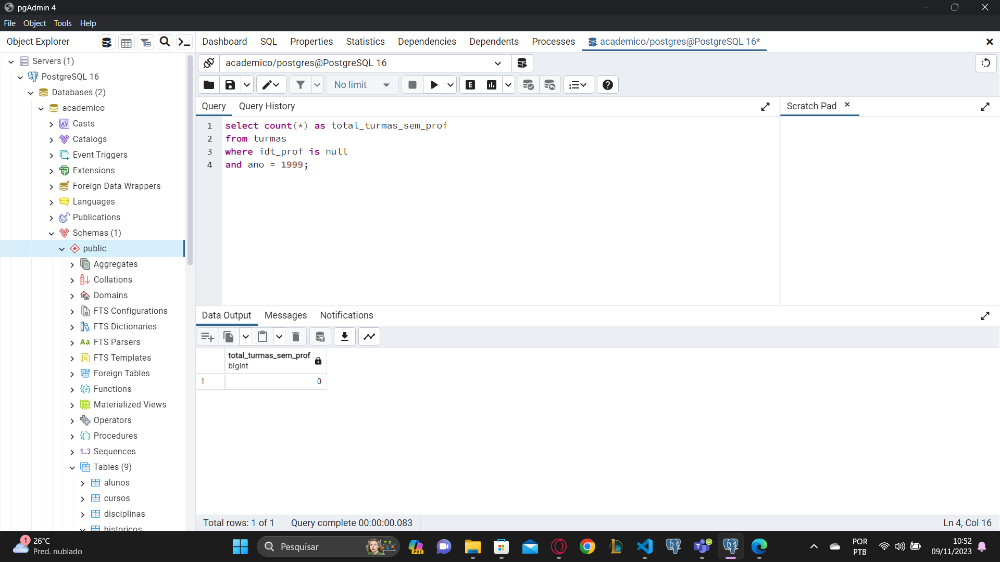 pgAdmin 4
File Object Tools Help
Object Explorer
Dashboard SQL Properties Statistics Dependencies Dependents Processes academico/postgres@PostgreSQL 16*
Servers (1)
PostgreSQL 16
Databases (2)
academico
Casts
Catalogs
Event Triggers
Extensions
Foreign Data Wrappers
Languages
Publications
Schemas (1)
public
Aggregates
Collations
Domains
FTS Configurations
FTS Dictionaries
Aa FTS Parsers
FTS Templates
Foreign Tables
Functions
Materialized Views
Operators
Procedures
1..3 Sequences
Tables (9)
alunos
cursos
disciplinas
historicos
academico/postgres@PostgreSQL 16
No limit
E
Query Query History
Scratch Pad
1 select count(*) as total_turmas_sem_prof
2 from turmas
3 where idt_prof is null
4 and ano = 1999;
Data Output Messages Notifications
total_turmas_sem_prof
bigint
1 0
Total rows: 1 of 1 Query complete 00:00:00.083 Ln 4, Col 16
1
26°C
Pred. nublado
Pesquisar
PRE
POR
PTB
10:52
09/11/2023